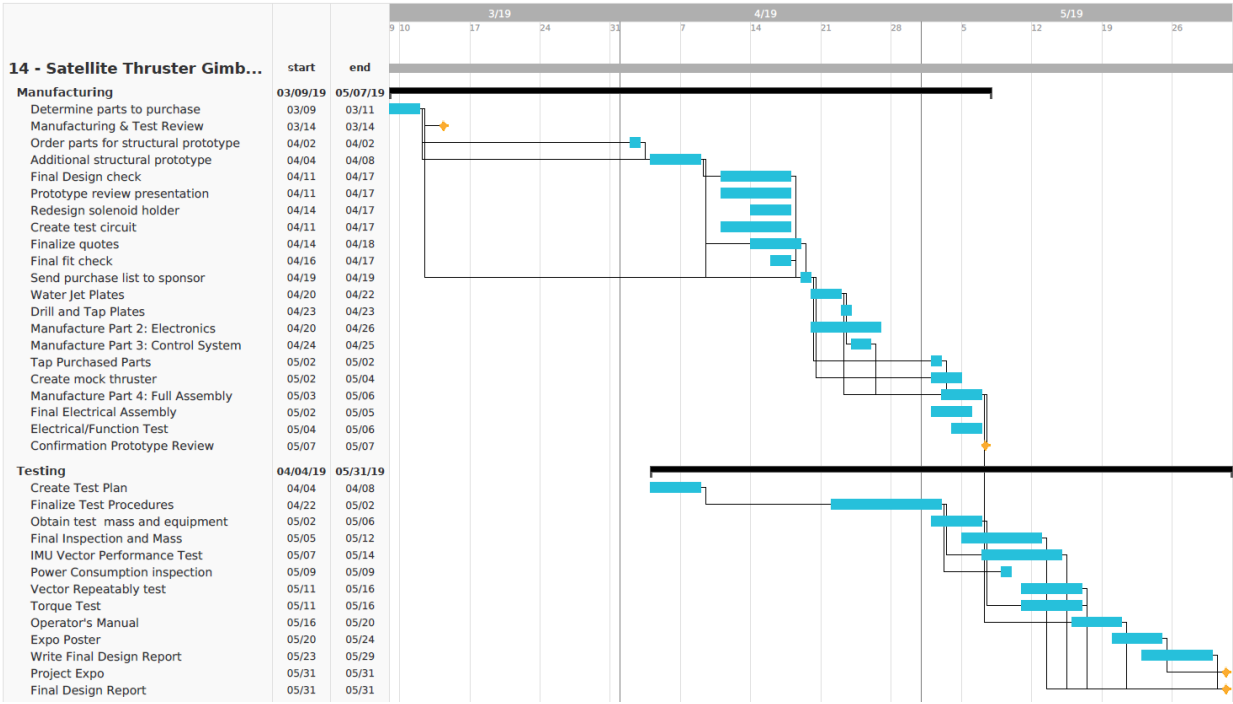 3/19 4/19 5/19
9 10 17 24 31 7 14 21 28 5 12 19 26
14 - Satellite Thruster Gimb... start end
Manufacturing 03/09/19 05/07/19
Determine parts to purchase 03/09 03/11
Manufacturing & Test Review 03/14 03/14
Order parts for structural prototype 04/02 04/02
Additional structural prototype 04/04 04/08
Final Design check 04/11 04/17
Prototype review presentation 04/11 04/17
Redesign solenoid holder 04/14 04/17
Create test circuit 04/11 04/17
Finalize quotes 04/14 04/18
Final fit check 04/16 04/17
Send purchase list to sponsor 04/19 04/19
Water Jet Plates 04/20 04/22
Drill and Tap Plates 04/23 04/23
Manufacture Part 2: Electronics 04/20 04/26
Manufacture Part 3: Control System 04/24 04/25
Tap Purchased Parts 05/02 05/02
Create mock thruster 05/02 05/04
Manufacture Part 4: Full Assembly 05/03 05/06
Final Electrical Assembly 05/02 05/05
Electrical/Function Test 05/04 05/06
Confirmation Prototype Review 05/07 05/07
Testing 04/04/19 05/31/19
Create Test Plan 04/04 04/08
Finalize Test Procedures 04/22 05/02
Obtain test mass and equipment 05/02 05/06
Final Inspection and Mass 05/05 05/12
IMU Vector Performance Test 05/07 05/14
Power Consumption inspection 05/09 05/09
Vector Repeatably test 05/11 05/16
Torque Test 05/11 05/16
Operator's Manual 05/16 05/20
Expo Poster 05/20 05/24
Write Final Design Report 05/23 05/29
Project Expo 05/31 05/31
Final Design Report 05/31 05/31